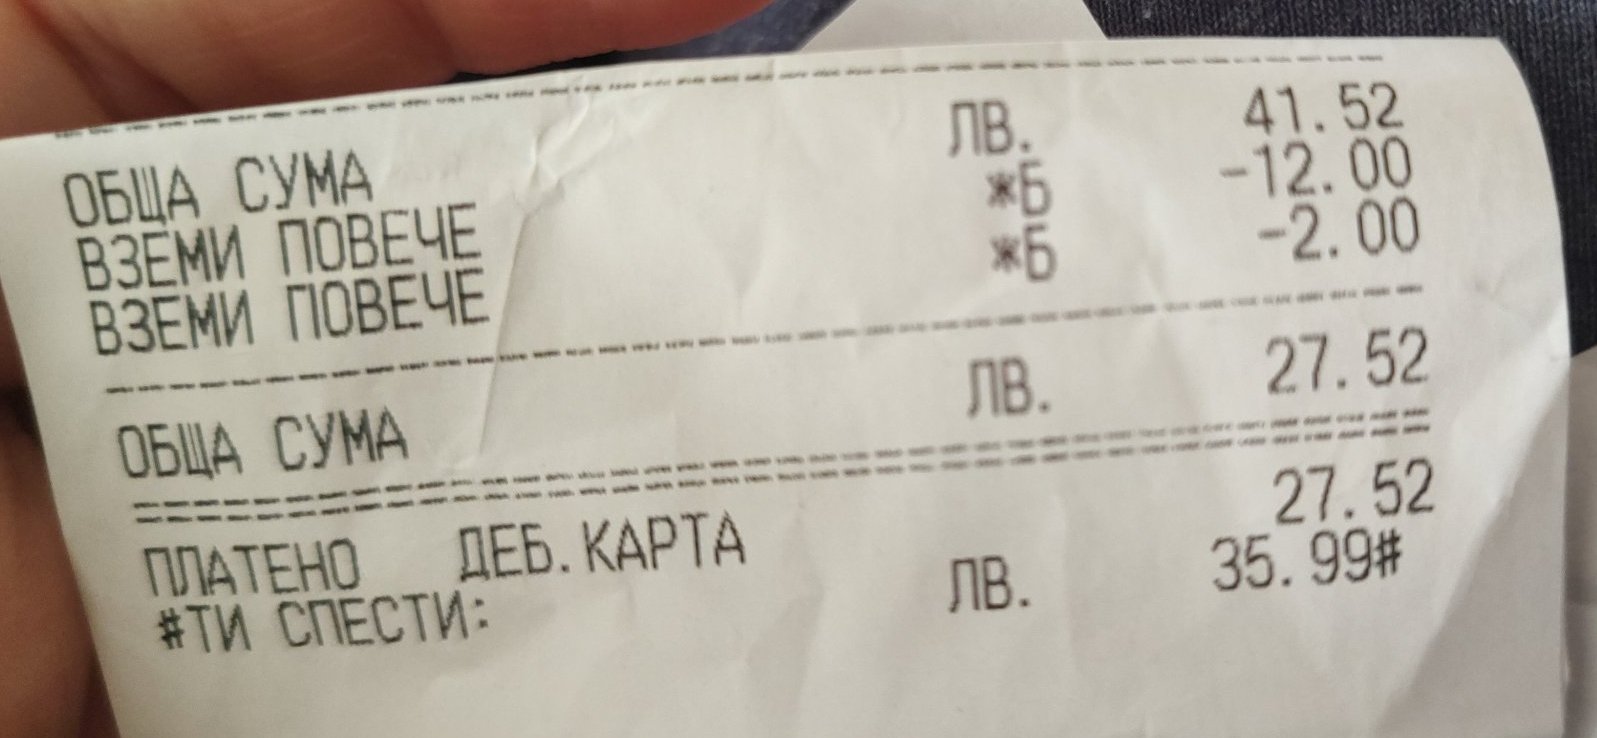 ОБЩА СУМА ЛВ. 41.52
ВЗЕМИ ПОВЕЧЕ *Б -12.00
ВЗЕМИ ПОВЕЧЕ *Б -2.00
ОБЩА СУМА ЛВ. 27.52
ПЛАТЕНО ДЕБ.КАРТА 27.52
#ТИ СПЕСТИ: ЛВ. 35.99#